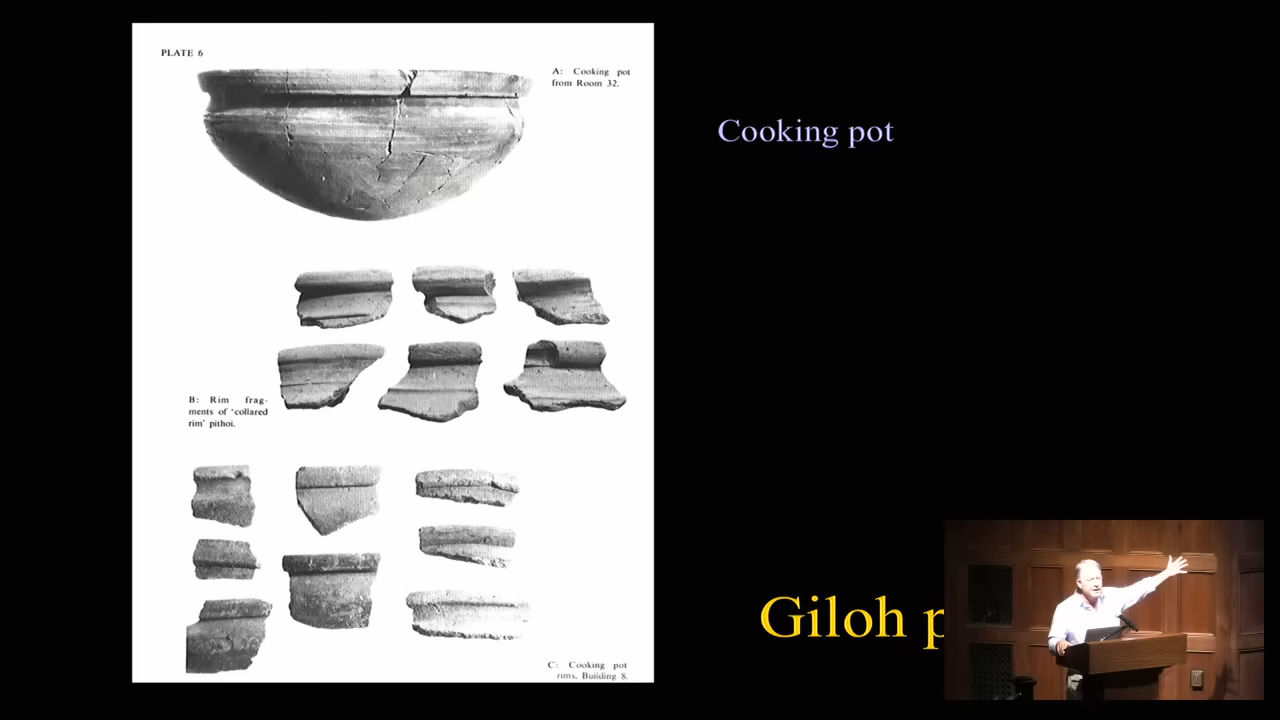 PLATE 6
A: Cooking pot
from Room 32.
Cooking pot
B: Rim frag-
ments of 'collared
rim' pithoi.
Giloh
C: Cooking pot
rims, Building 8.